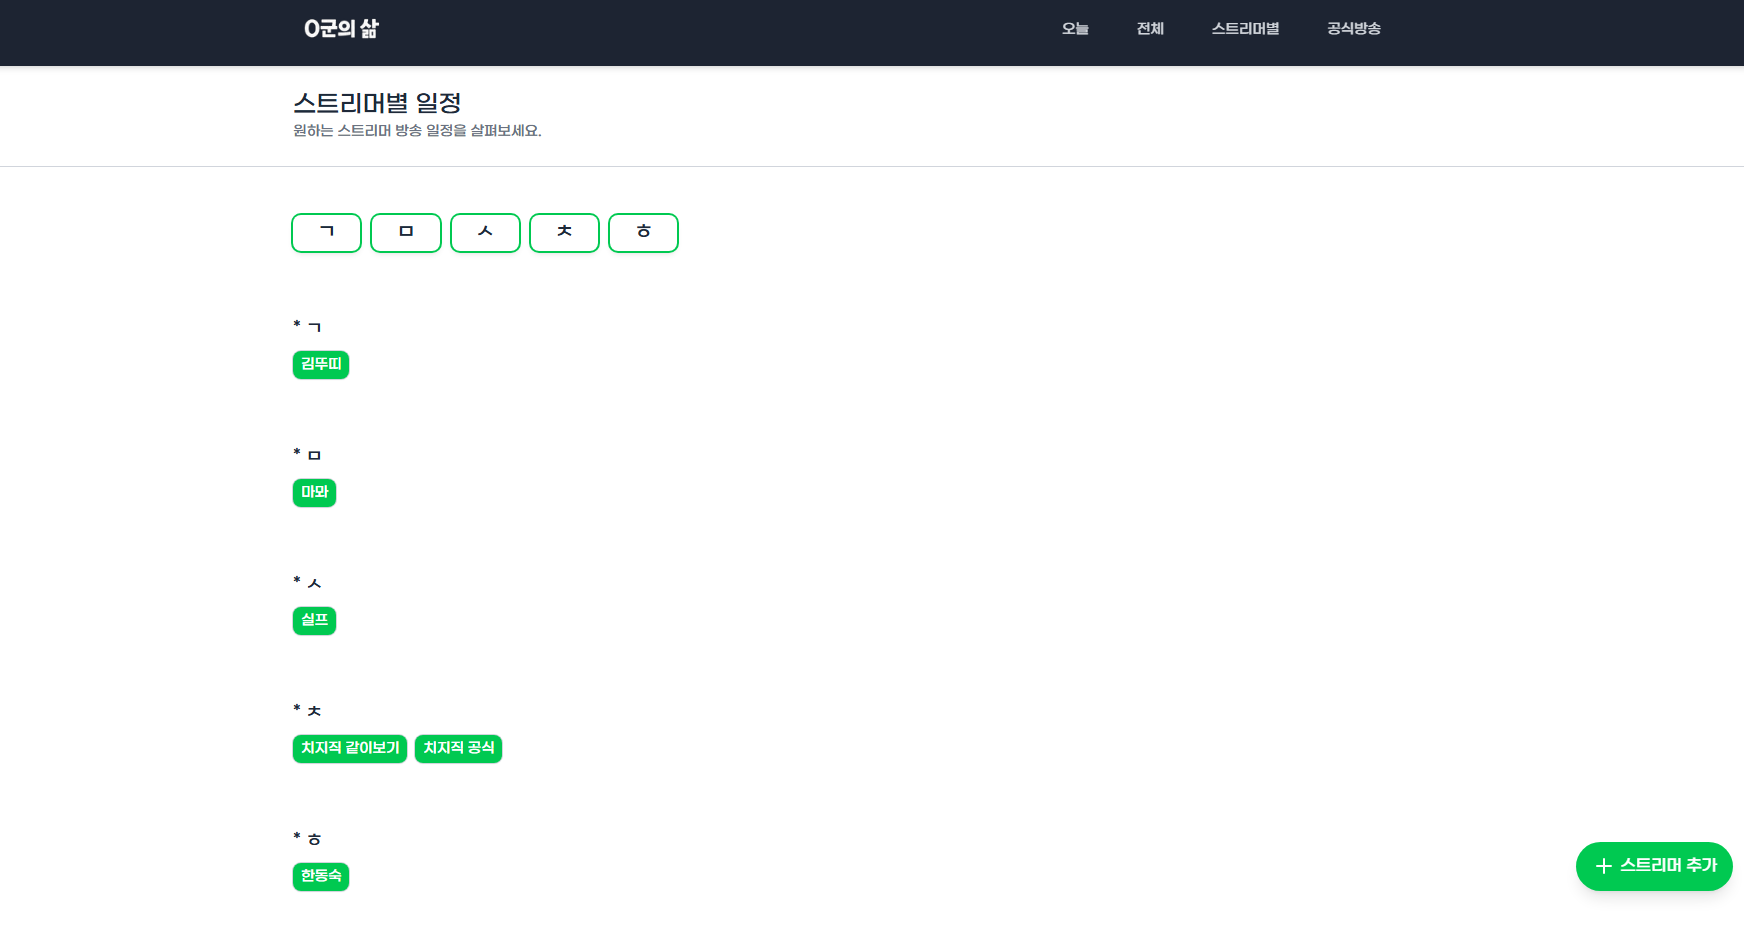 O군의 삶
오늘 전체 스트리머별 공식방송
스트리머별 일정
원하는 스트리머 방송 일정을 살펴보세요.
ㄱ ㅁ ㅅ ㅊ ㅎ
* ㄱ
김뚜띠
* ㅁ
마뫄
* ㅅ
실프
* ㅊ
치지직 같이보기 치지직 공식
* ㅎ
한동숙
+ 스트리머 추가